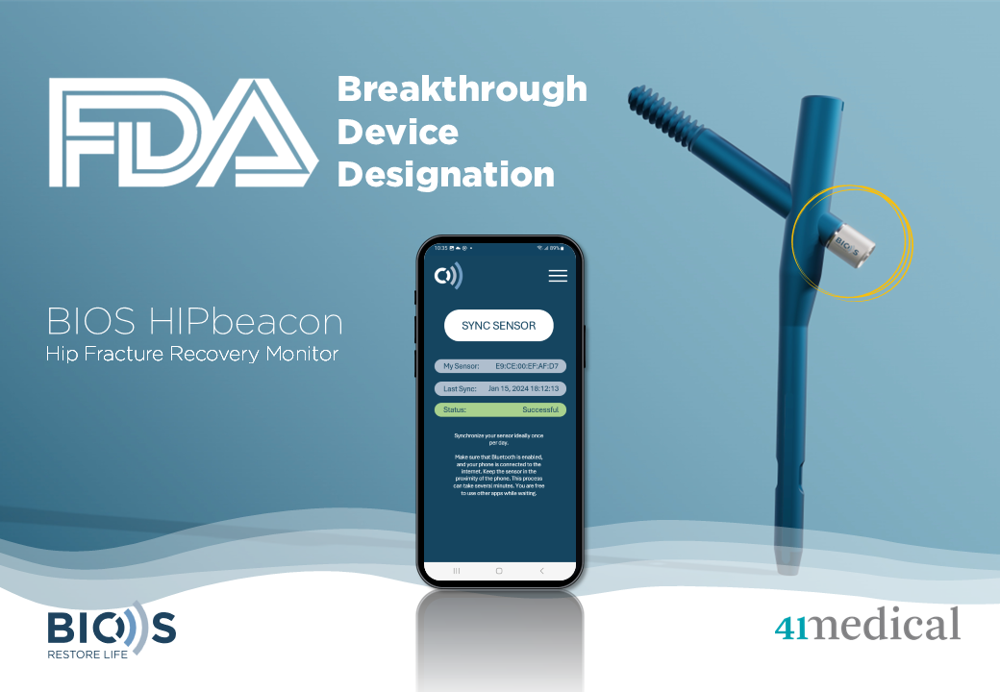 FDA
Breakthrough
Device
Designation
BIOS HIPbeacon
Hip Fracture Recovery Monitor
10:35
89%
SYNC SENSOR
My Sensor: E9:CE:00:EF:AF:D7
Last Sync: Jan 15, 2024 18:12:13
Status: Successful
Synchronize your sensor ideally once
per day.
Make sure that Bluetooth is enabled,
and your phone is connected to the
internet. Keep the sensor in the
proximity of the phone. This process
can take several minutes. You are free
to use other apps while waiting.
BIOS
BIOS
RESTORE LIFE
41medical